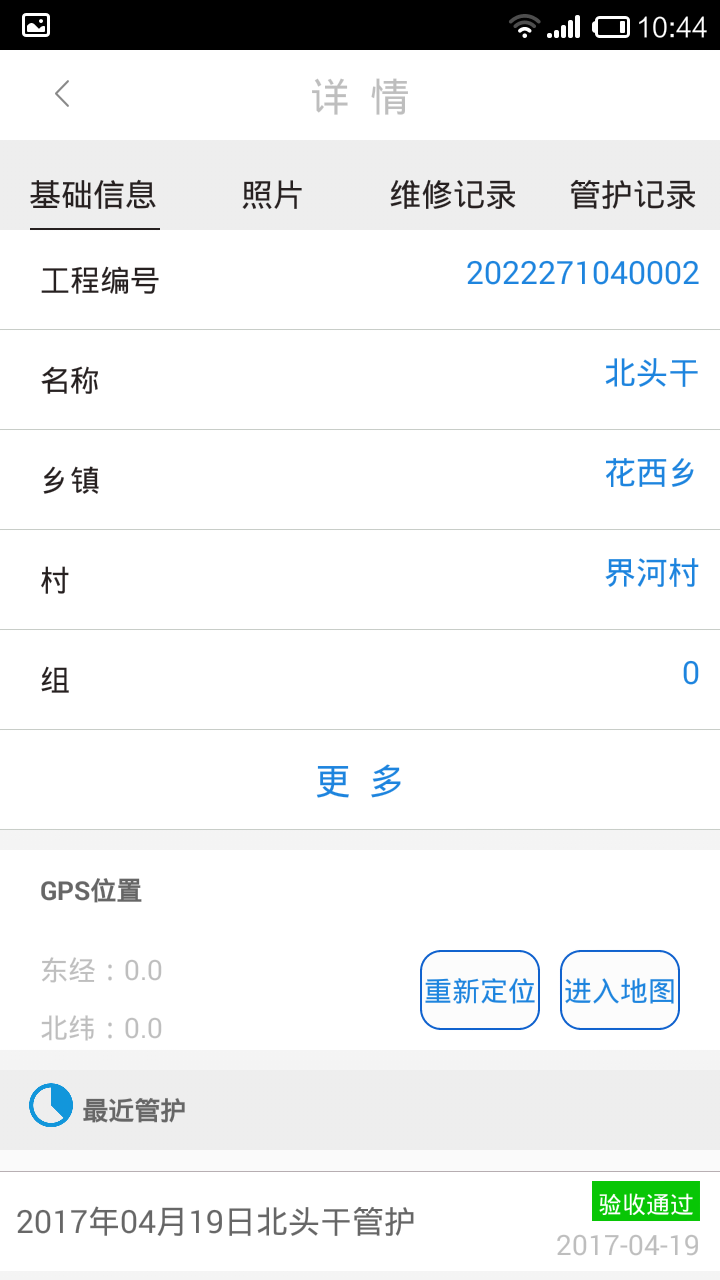 10:44
详 情
基础信息 照片 维修记录 管护记录
工程编号 2022271040002
名称 北头干
乡镇 花西乡
村 界河村
组 0
更 多
GPS位置
东经：0.0
北纬：0.0
重新定位 进入地图
最近管护
2017年04月19日北头干管护 验收通过
2017-04-19